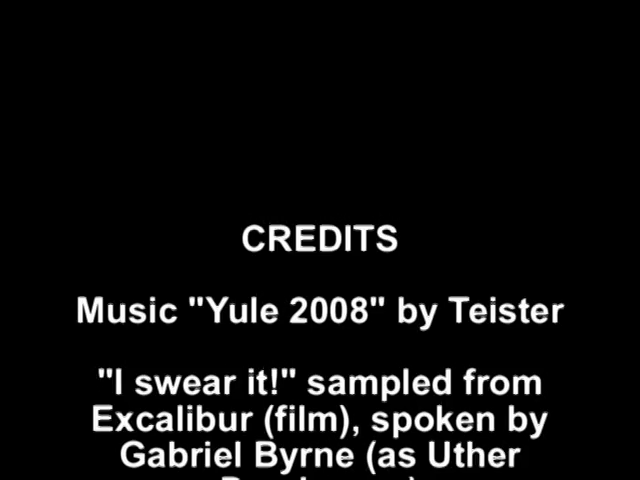 CREDITS
Music "Yule 2008" by Teister
"I swear it!" sampled from
Excalibur (film), spoken by
Gabriel Byrne (as Uther